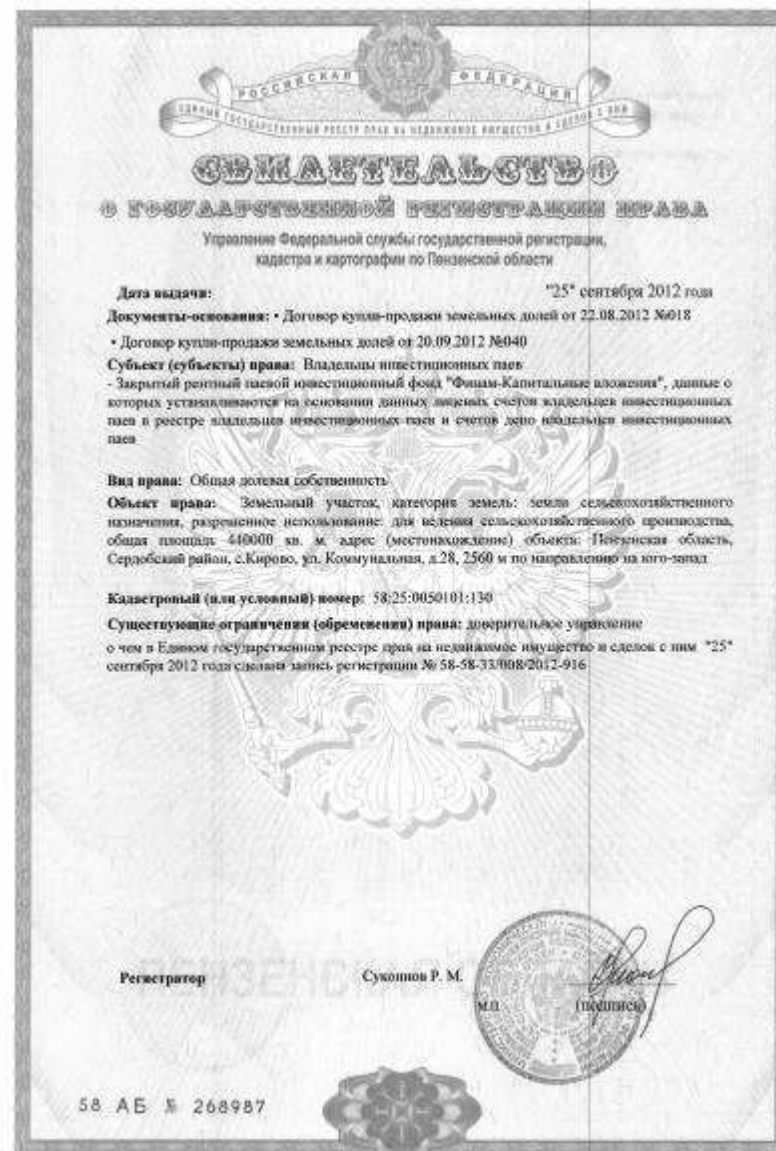 РОССИЙСКАЯ ФЕДЕРАЦИЯ
ЕДИНЫЙ ГОСУДАРСТВЕННЫЙ РЕЕСТР ПРАВ НА НЕДВИЖИМОЕ ИМУЩЕСТВО И СДЕЛОК С НИМ
СВИДЕТЕЛЬСТВО
О ГОСУДАРСТВЕННОЙ РЕГИСТРАЦИИ ПРАВА
Управление Федеральной службы государственной регистрации,
кадастра и картографии по Пензенской области
Дата выдачи: "25" сентября 2012 года
Документы-основания: • Договор купли-продажи земельных долей от 22.08.2012 №018
• Договор купли-продажи земельных долей от 20.09.2012 №040
Субъект (субъекты) права: Владельцы инвестиционных паев
- Закрытый рентный паевой инвестиционный фонд "Финам-Капитальные вложения", данные о
которых устанавливаются на основании данных лицевых счетов владельцев инвестиционных
паев в реестре владельцев инвестиционных паев и счетов депо владельцев инвестиционных
паев
Вид права: Общая долевая собственность
Объект права: Земельный участок, категория земель: земли сельскохозяйственного
назначения, разрешенное использование: для ведения сельскохозяйственного производства,
общая площадь 440000 кв. м, адрес (местонахождение) объекта: Пензенская область,
Сердобский район, с.Кирово, ул. Коммунальная, д.28, 2560 м по направлению на юго-запад
Кадастровый (или условный) номер: 58:25:0050101:130
Существующие ограничения (обременения) права: доверительное управление
о чем в Едином государственном реестре прав на недвижимое имущество и сделок с ним "25"
сентября 2012 года сделана запись регистрации № 58-58-33/008/2012-916
Регистратор Сукоинов Р. М.
м.п. (подпись)
58 АБ № 268987